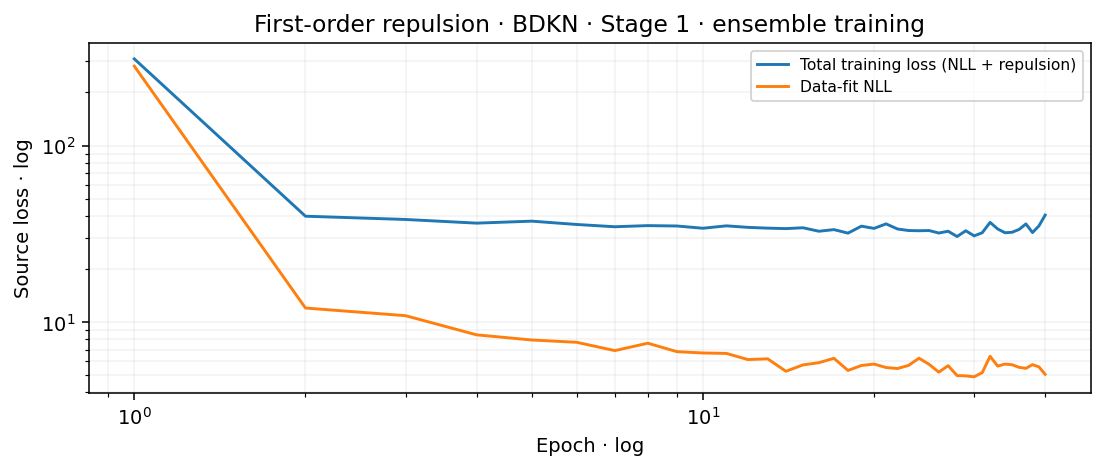 First-order repulsion · BDKN · Stage 1 · ensemble training
Total training loss (NLL + repulsion)
Data-fit NLL
Source loss · log
10²
10¹
10⁰
10¹
Epoch · log